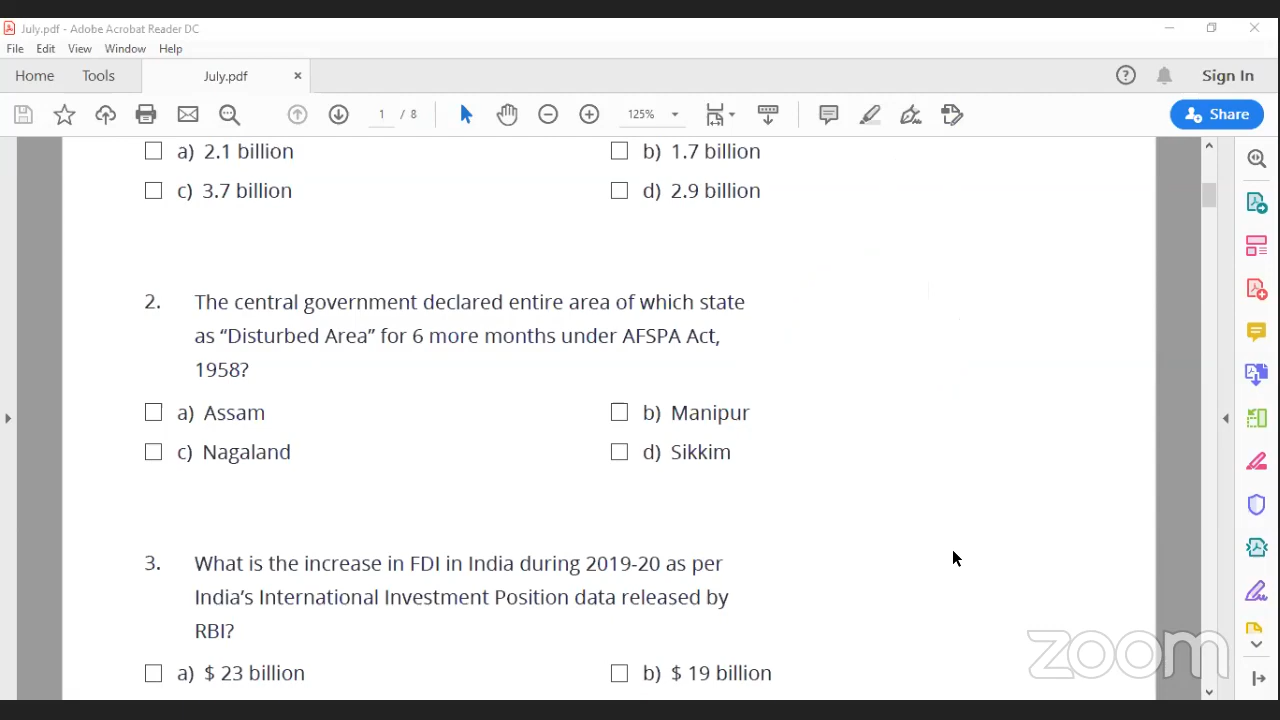 July.pdf - Adobe Acrobat Reader DC
File Edit View Window Help
Home Tools July.pdf × Sign In
1 / 8 125% Share
a) 2.1 billion b) 1.7 billion
c) 3.7 billion d) 2.9 billion
2. The central government declared entire area of which state
as “Disturbed Area” for 6 more months under AFSPA Act,
1958?
a) Assam b) Manipur
c) Nagaland d) Sikkim
3. What is the increase in FDI in India during 2019-20 as per
India’s International Investment Position data released by
RBI?
a) $ 23 billion b) $ 19 billion
zoom